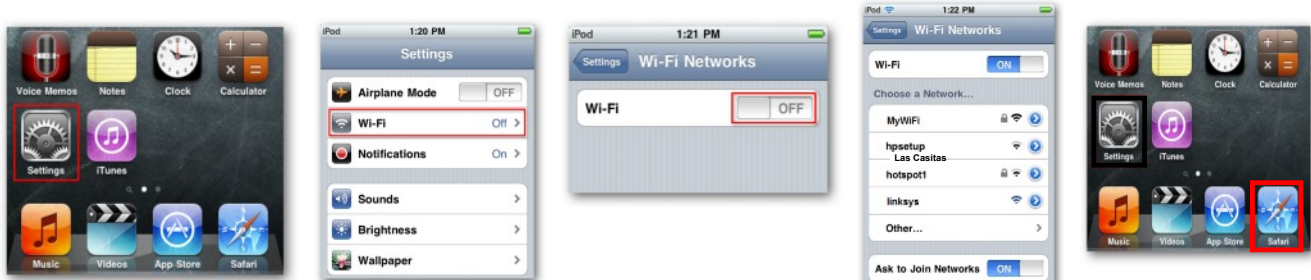 Voice Memos Notes Clock Calculator
Settings iTunes
Music Videos App Store Safari
iPod 1:20 PM
Settings
Airplane Mode OFF
Wi-Fi Off
Notifications On
Sounds
Brightness
Wallpaper
iPod 1:21 PM
Settings Wi-Fi Networks
Wi-Fi OFF
iPod 1:22 PM
Settings Wi-Fi Networks
Wi-Fi ON
Choose a Network...
MyWiFi
hpsetup
Las Casitas
hotspot1
linksys
Other...
Ask to Join Networks ON
Voice Memos Notes Clock Calculator
Settings iTunes
Music Videos App Store Safari